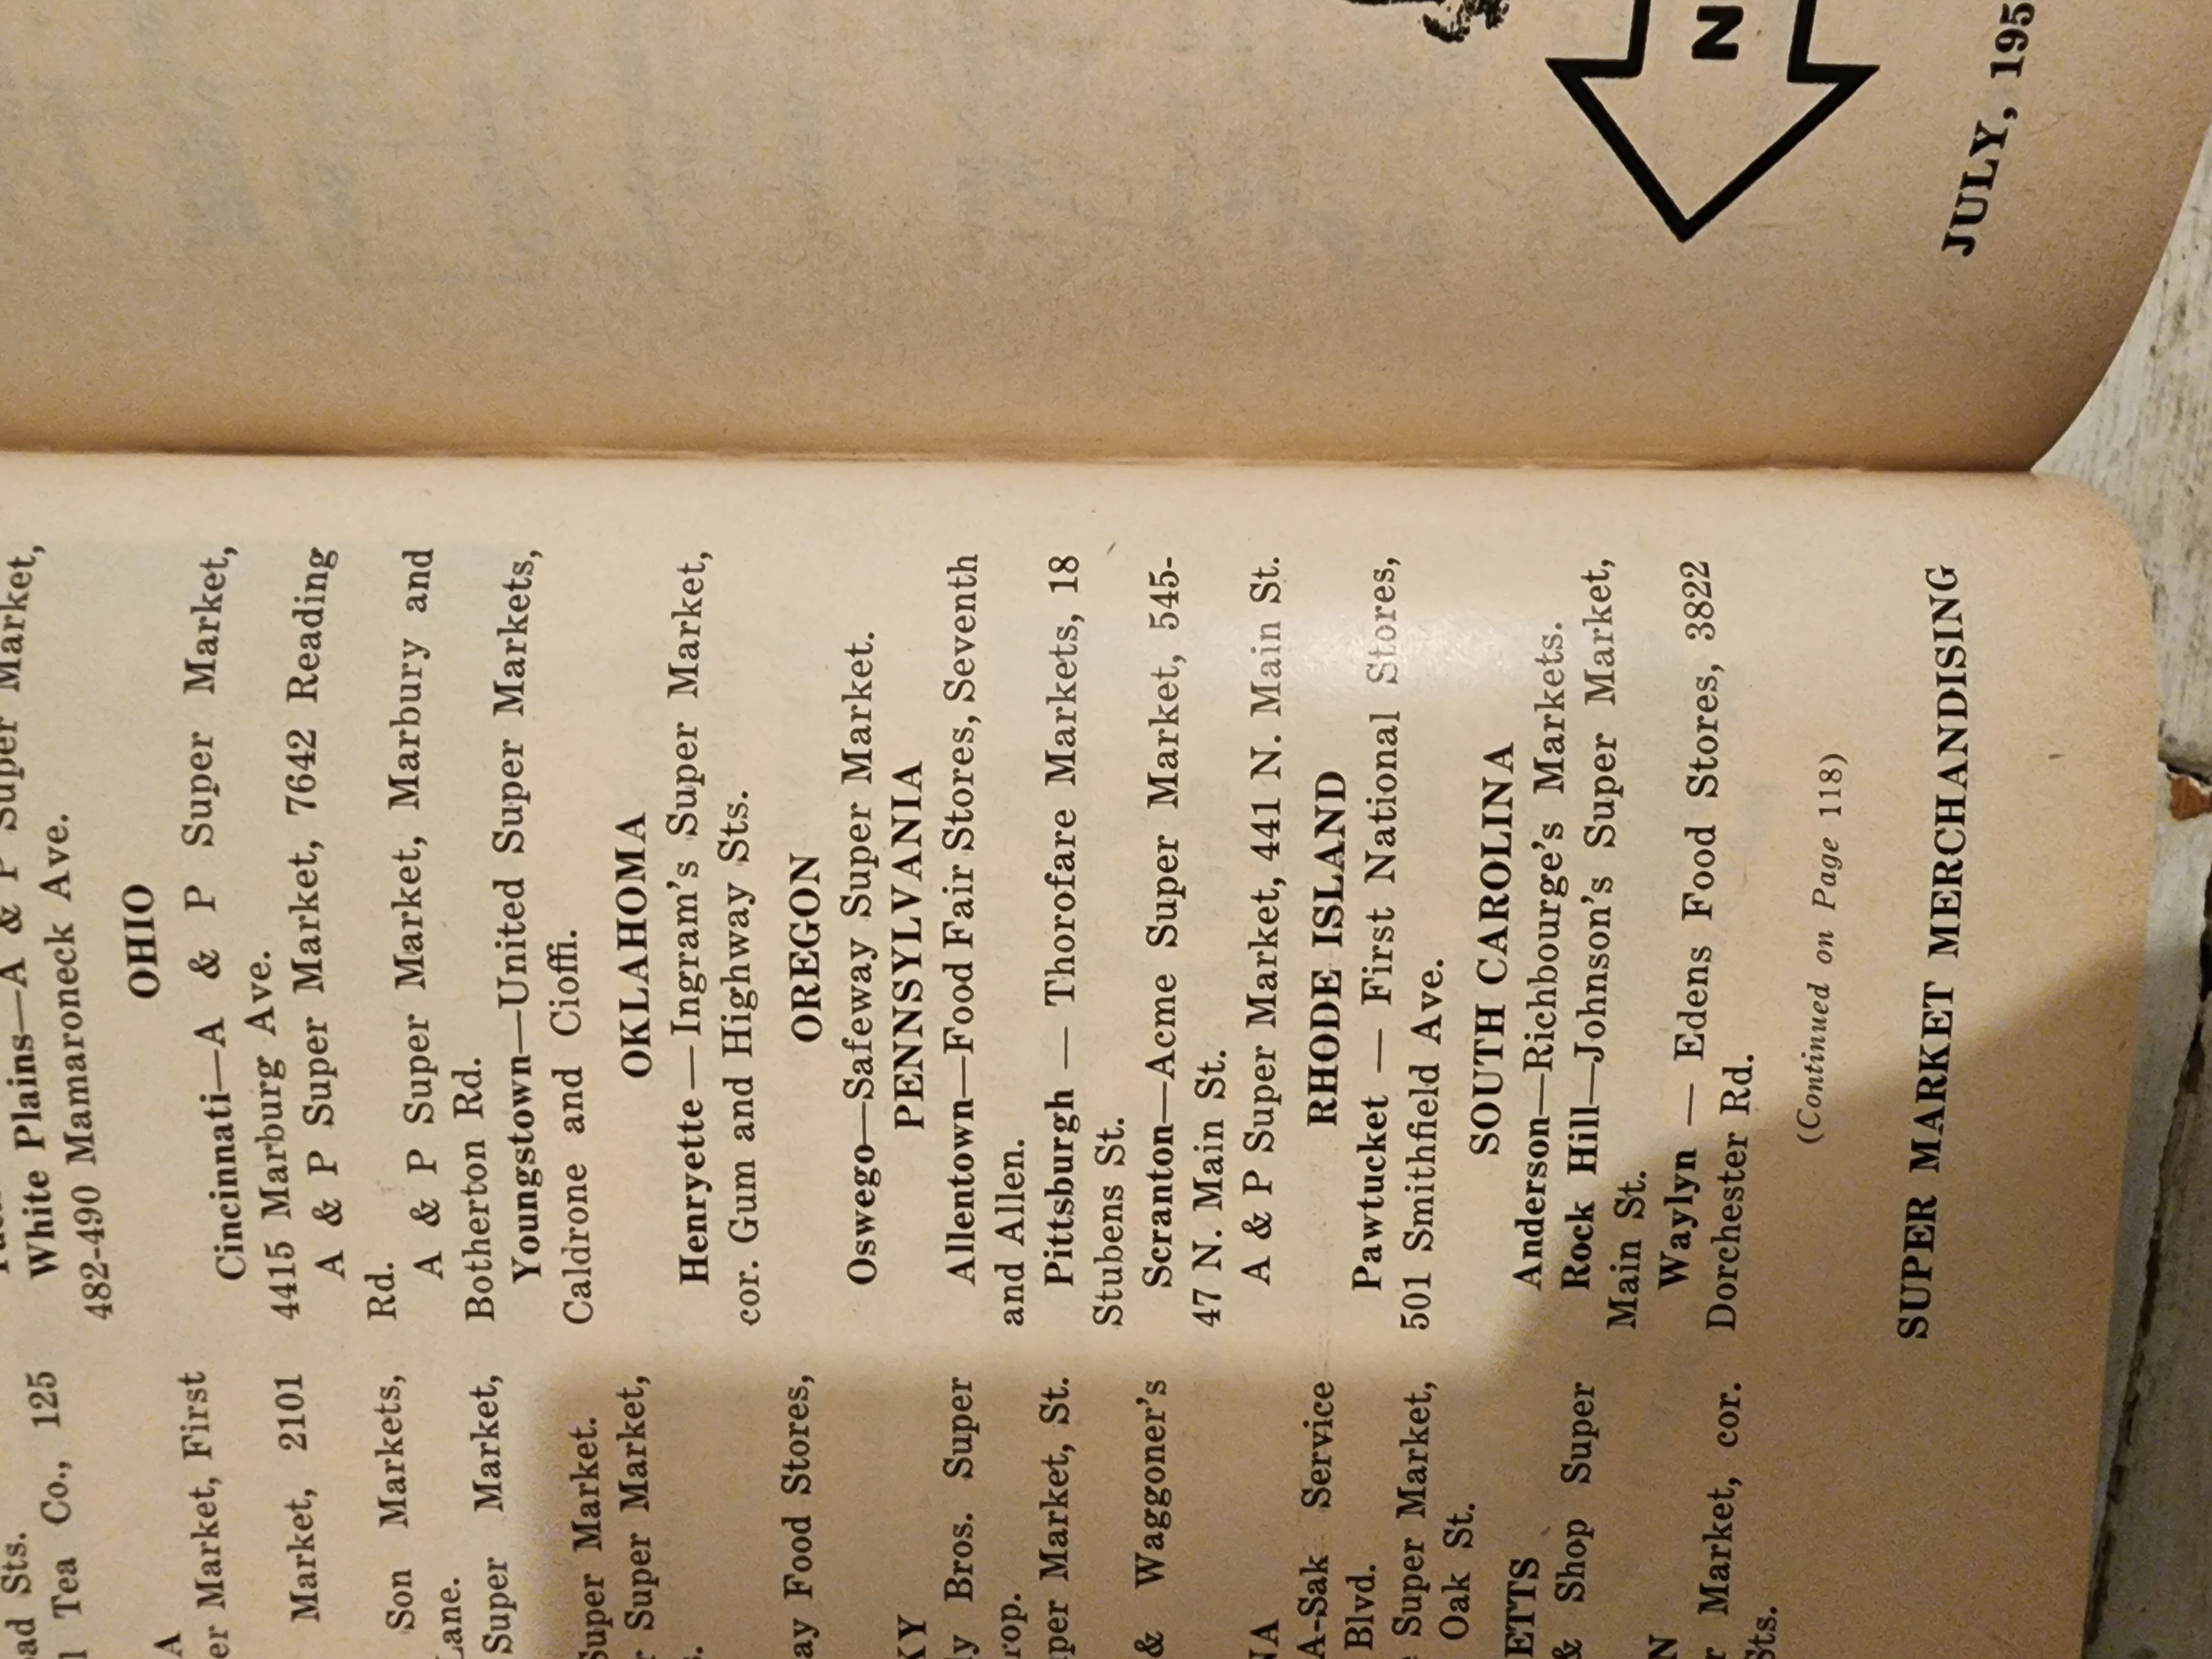 ad Sts.
Tea Co., 125
A
er Market, First
Market, 2101
Son Markets,
Lane.
Super Market,
Super Market.
Super Market,
s.
ay Food Stores,
KY
y Bros. Super
rop.
per Market, St.
& Waggoner's
NA
A-Sak Service
Blvd.
Super Market,
Oak St.
ETTS
& Shop Super
N
r Market, cor.
Sts.
White Plains—A & P Super Market,
482-490 Mamaroneck Ave.
OHIO
Cincinnati—A & P Super Market,
4415 Marburg Ave.
A & P Super Market, 7642 Reading
Rd.
A & P Super Market, Marbury and
Botherton Rd.
Youngstown—United Super Markets,
Caldrone and Cioffi.
OKLAHOMA
Henryette—Ingram's Super Market,
cor. Gum and Highway Sts.
OREGON
Oswego—Safeway Super Market.
PENNSYLVANIA
Allentown—Food Fair Stores, Seventh
and Allen.
Pittsburgh — Thorofare Markets, 18
Stubens St.
Scranton—Acme Super Market, 545-
47 N. Main St.
A & P Super Market, 441 N. Main St.
RHODE ISLAND
Pawtucket — First National Stores,
501 Smithfield Ave.
SOUTH CAROLINA
Anderson—Richbourge's Markets.
Rock Hill—Johnson's Super Market,
Main St.
Waylyn — Edens Food Stores, 3822
Dorchester Rd.
(Continued on Page 118)
SUPER MARKET MERCHANDISING
N
JULY, 195